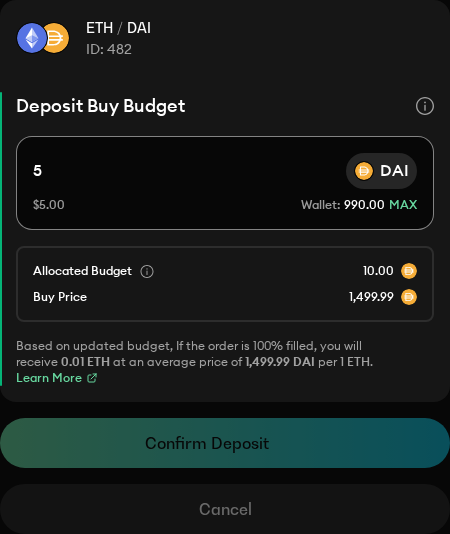 ETH / DAI
ID: 482
Deposit Buy Budget
5
DAI
$5.00
Wallet: 990.00 MAX
Allocated Budget
10.00
Buy Price
1,499.99
Based on updated budget, If the order is 100% filled, you will
receive 0.01 ETH at an average price of 1,499.99 DAI per 1 ETH.
Learn More
Confirm Deposit
Cancel